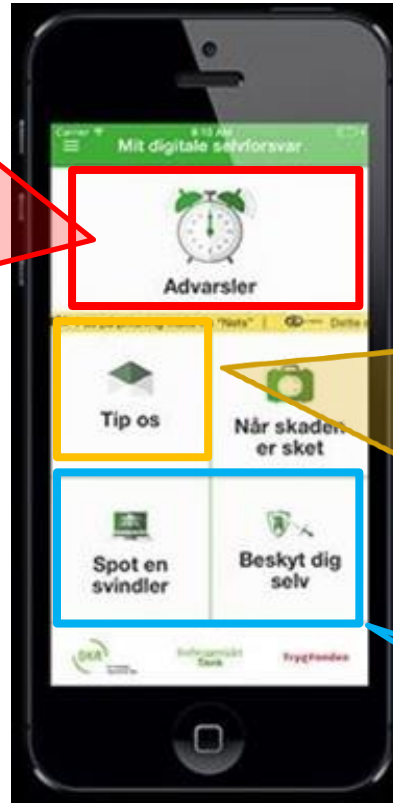 Carrier
Mit digitale selvforsvar
Advarsler
"Nets" | Dette
Tip os
Når skaden
er sket
Spot en
svindler
Beskyt dig
selv
Tænk
TrygFonden